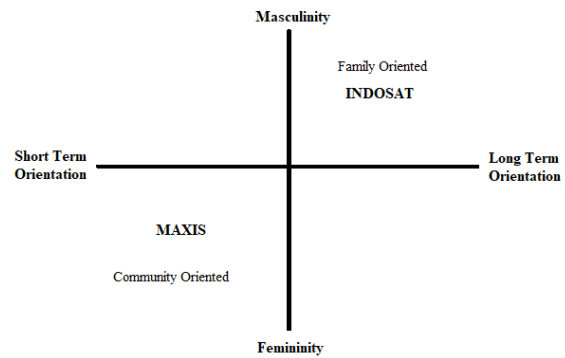 Masculinity
Family Oriented
INDOSAT
Short Term
Orientation
Long Term
Orientation
MAXIS
Community Oriented
Femininity